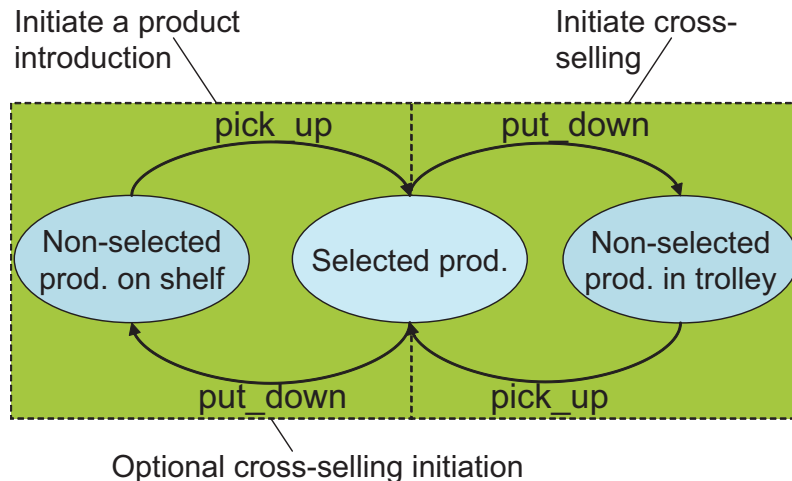 Initiate a product
introduction
Initiate cross-
selling
pick_up
put_down
Non-selected
prod. on shelf
Selected prod.
Non-selected
prod. in trolley
put_down
pick_up
Optional cross-selling initiation